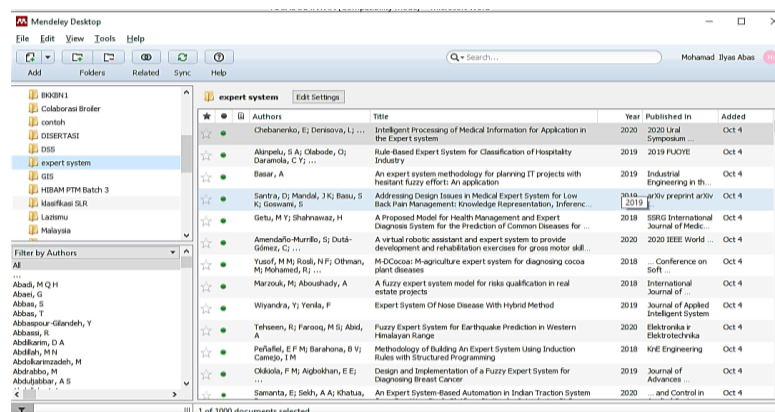 Mendeley Desktop
File Edit View Tools Help
Search...
Mohamad Ilyas Abas
Add Folders Related Sync Help
BKKBN1
Colaborasi Broiler
contoh
DISERTASI
DSS
expert system
GIS
HIBAM PTM Batch 3
klasifikasi SLR
Lazismu
Malaysia
Filter by Authors
All
...
Abadi, M Q H
Abaei, G
Abbas, S
Abbas, T
Abbaspour-Gilandeh, Y
Abbassi, R
Abdikarim, D A
Abdillah, M N
Abdolkarimzadeh, M
Abdrabbo, M
Abduljabbar, A S
expert system Edit Settings
Authors Title Year Published In Added
Chebanenko, E; Denisova, L; ... Intelligent Processing of Medical Information for Application in 2020 2020 Ural Oct 4
the Expert system Symposium ...
Akinpelu, S A; Olabode, O; Rule-Based Expert System for Classification of Hospitality 2019 2019 FUOYE Oct 4
Daramola, C Y; ... Industry
Basar, A An expert system methodology for planning IT projects with 2019 Industrial Oct 4
hesitant fuzzy effort: An application Engineering in th...
Santra, D; Mandal, J K; Basu, S Addressing Design Issues in Medical Expert System for Low 2019 arXiv preprint arXiv Oct 4
K; Goswami, S Back Pain Management: Knowledge Representation, Inferenc... 2019 ...
Getu, M Y; Shahnawaz, H A Proposed Model for Health Management and Expert 2018 SSRG International Oct 4
Diagnosis System for the Prediction of Common Diseases for ... Journal of Medic...
Amendaño-Murrillo, S; Dutá- A virtual robotic assistant and expert system to provide 2020 2020 IEEE World ... Oct 4
Gómez, C; ... development and rehabilitation exercises for gross motor skill...
Yusof, M M; Rosli, N F; Othman, M-DCocoa: M-agriculture expert system for diagnosing cocoa 2018 ... Conference on Oct 4
M; Mohamed, R; ... plant diseases Soft ...
Marzouk, M; Aboushady, A A fuzzy expert system model for risks qualification in real 2018 International Oct 4
estate projects Journal of ...
Wiyandra, Y; Yenila, F Expert System Of Nose Disease With Hybrid Method 2019 Journal of Applied Oct 4
Intelligent System
Tehseen, R; Farooq, M S; Abid, Fuzzy Expert System for Earthquake Prediction in Western 2020 Elektronika ir Oct 4
A Himalayan Range Elektrotechnika
Peñafiel, E F M; Barahona, B V; Methodology of Building An Expert System Using Induction 2018 KnE Engineering Oct 4
Camejo, I M Rules with Structured Programming
Okikiola, F M; Aigbokhan, E E; Design and Implementation of a Fuzzy Expert System for 2019 Journal of Oct 4
... Diagnosing Breast Cancer Advances ...
Samanta, E; Sekh, A A; Khatua, An Expert System-Based Automation in Indian Traction System 2020 ... and Control in Oct 4
1 of 1000 documents selected